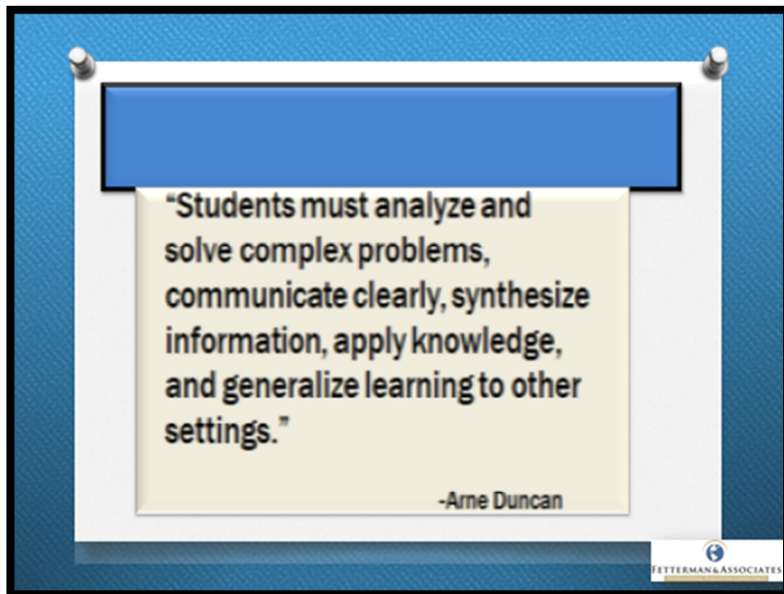 “Students must analyze and
solve complex problems,
communicate clearly, synthesize
information, apply knowledge,
and generalize learning to other
settings.”
-Arne Duncan
FETTERMAN & ASSOCIATES